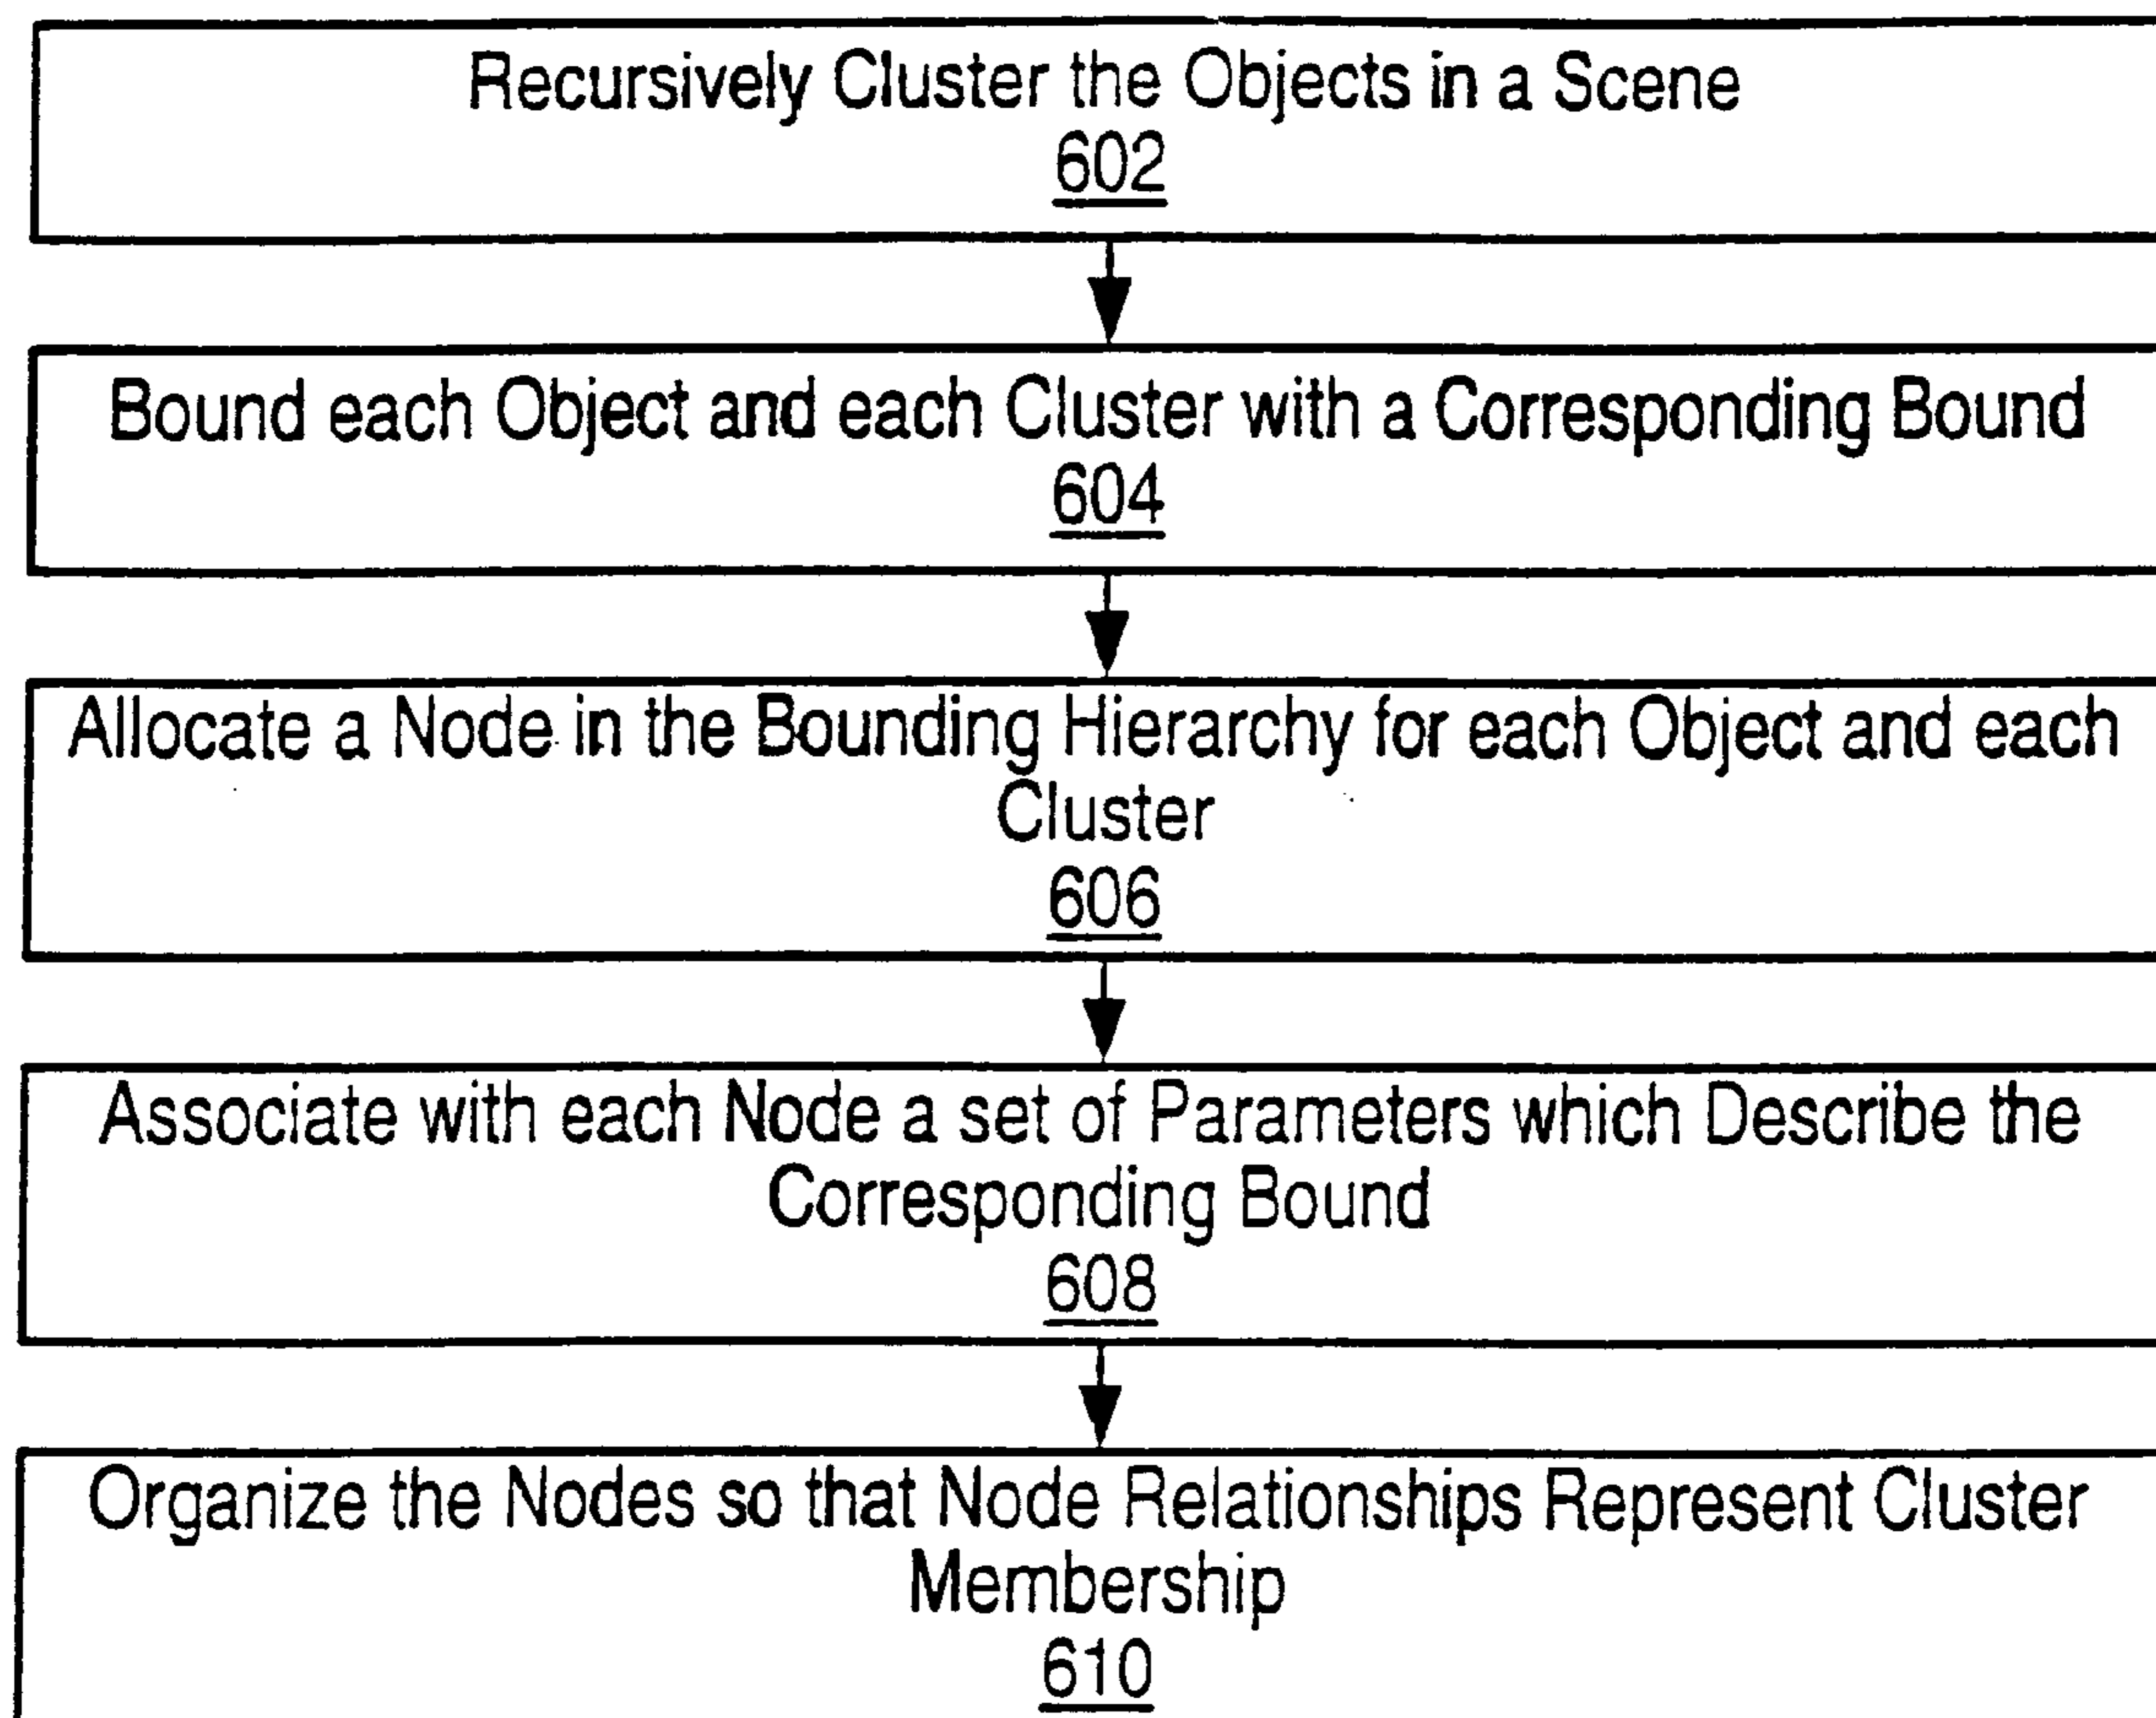 Recursively Cluster the Objects in a Scene
602
Bound each Object and each Cluster with a Corresponding Bound
604
Allocate a Node in the Bounding Hierarchy for each Object and each
Cluster
606
Associate with each Node a set of Parameters which Describe the
Corresponding Bound
608
Organize the Nodes so that Node Relationships Represent Cluster
Membership
610